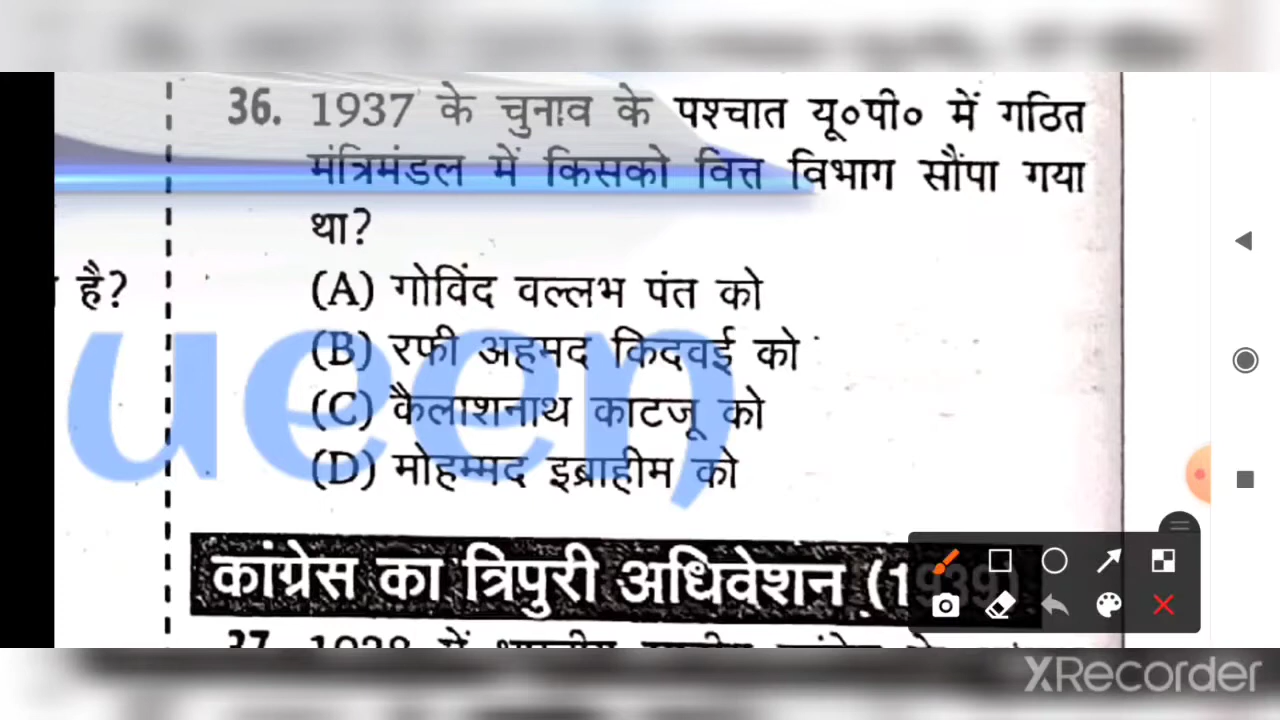 36. 1937 के चुनाव के पश्चात यू०पी० में गठित
मंत्रिमंडल में किसको वित्त विभाग सौंपा गया
था?
है?
(A) गोविंद वल्लभ पंत को
(B) रफी अहमद किदवई को
(C) कैलाशनाथ काटजू को
(D) मोहम्मद इब्राहीम को
ueen
कांग्रेस का त्रिपुरी अधिवेशन (1939)
XRecorder